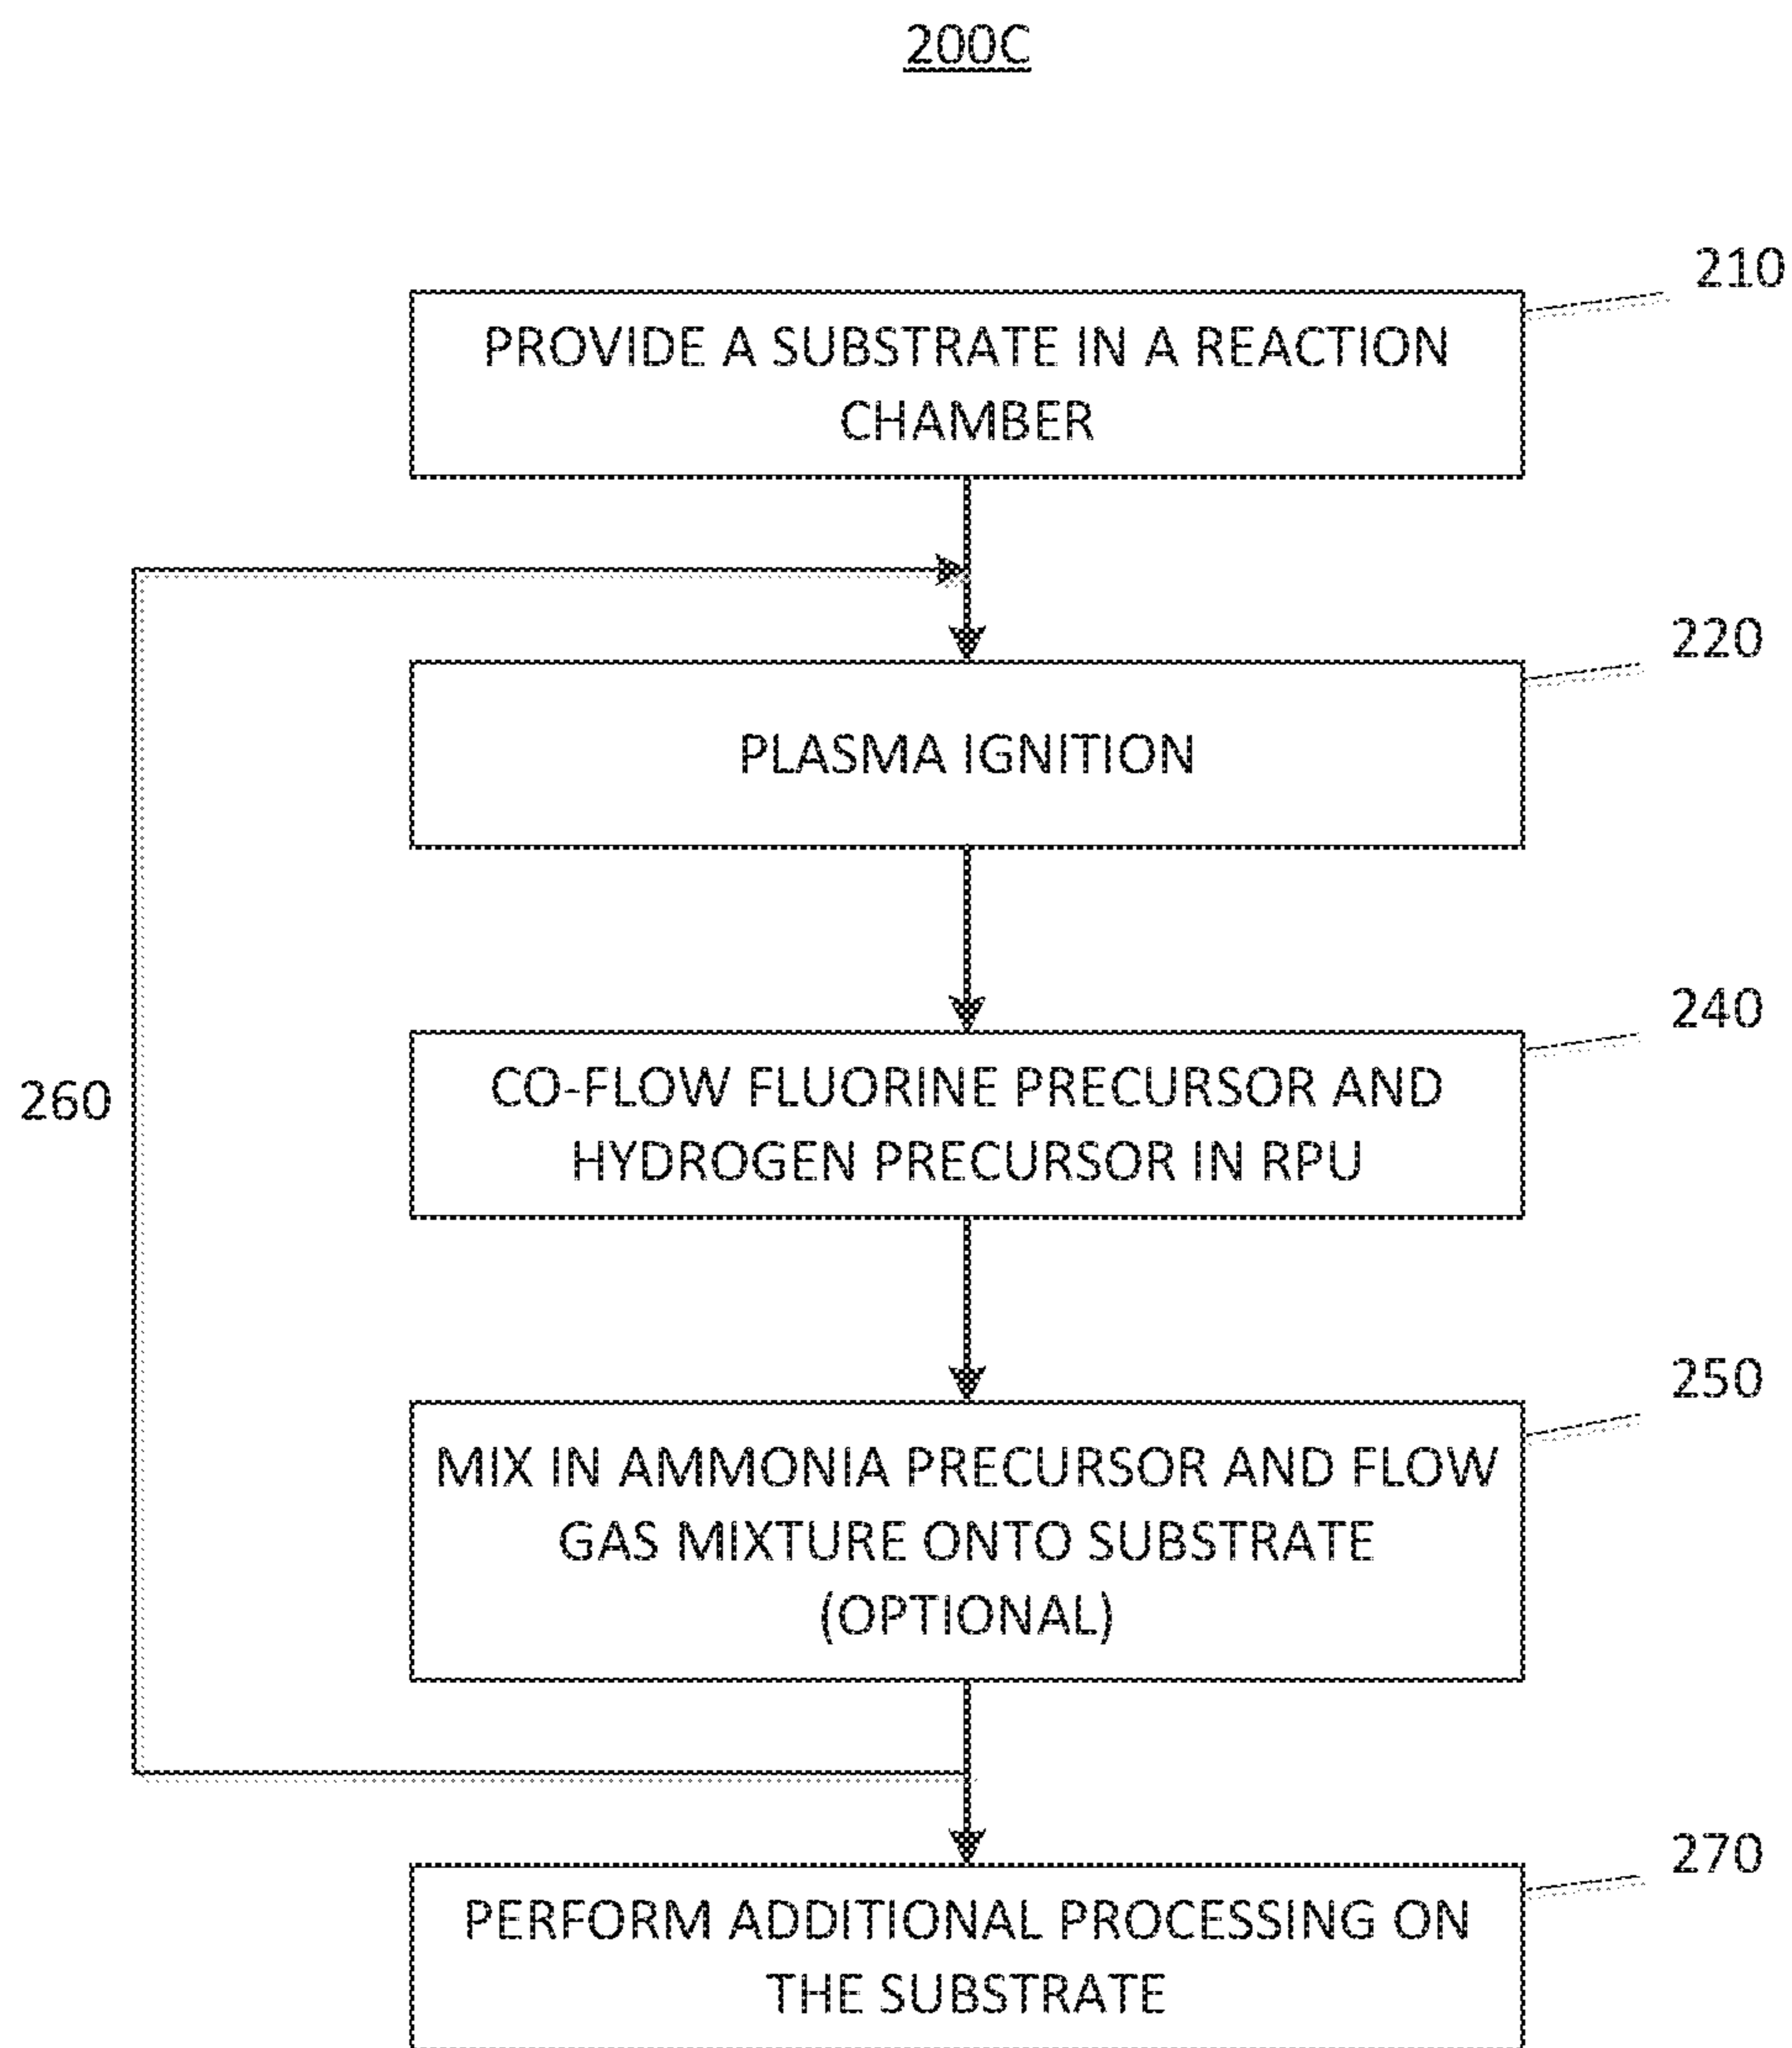 200C
210
PROVIDE A SUBSTRATE IN A REACTION
CHAMBER
220
PLASMA IGNITION
240
CO-FLOW FLUORINE PRECURSOR AND
HYDROGEN PRECURSOR IN RPU
260
250
MIX IN AMMONIA PRECURSOR AND FLOW
GAS MIXTURE ONTO SUBSTRATE
(OPTIONAL)
270
PERFORM ADDITIONAL PROCESSING ON
THE SUBSTRATE